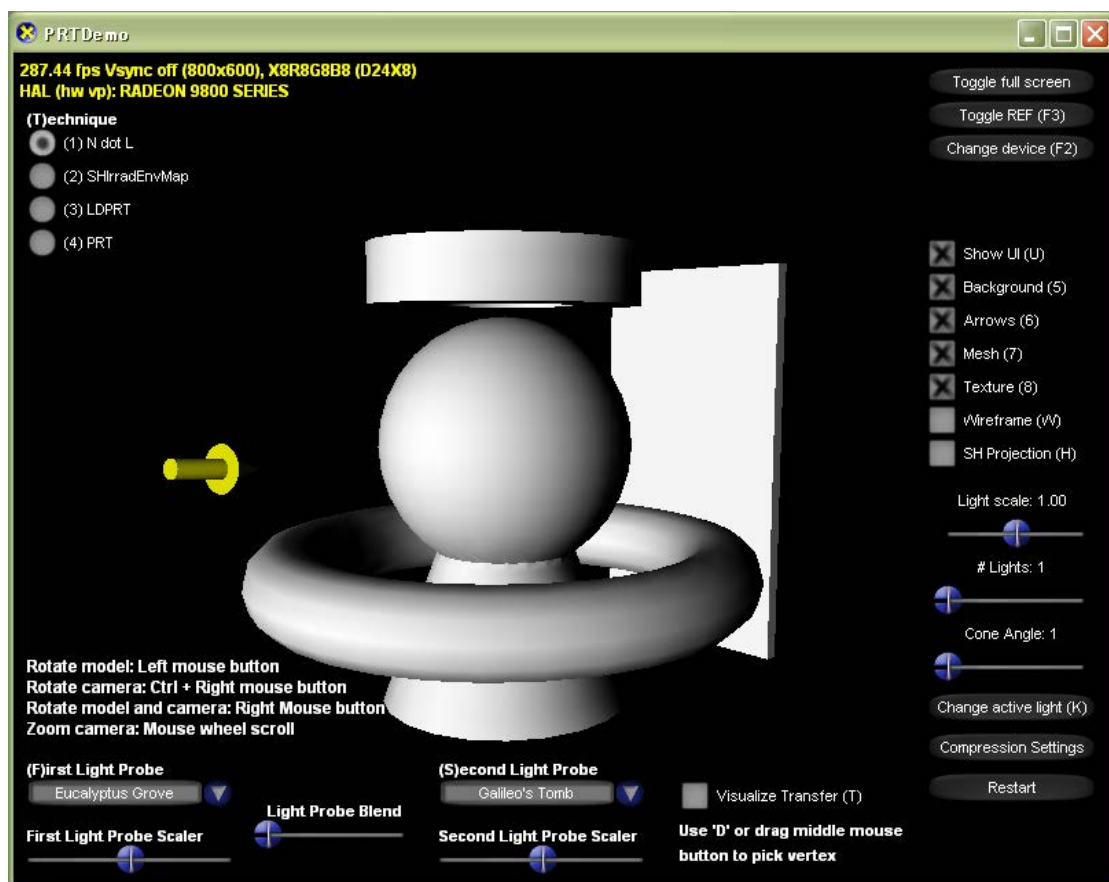 PRTDemo
287.44 fps Vsync off (800x600), X8R8G8B8 (D24X8)
HAL (hw vp): RADEON 9800 SERIES
(T)echnique
(1) N dot L
(2) SHIrradEnvMap
(3) LDPRT
(4) PRT
Toggle full screen
Toggle REF (F3)
Change device (F2)
Show UI (U)
Background (5)
Arrows (6)
Mesh (7)
Texture (8)
Wireframe (W)
SH Projection (H)
Light scale: 1.00
# Lights: 1
Cone Angle: 1
Change active light (K)
Compression Settings
Restart
Rotate model: Left mouse button
Rotate camera: Ctrl + Right mouse button
Rotate model and camera: Right Mouse button
Zoom camera: Mouse wheel scroll
(F)irst Light Probe
Eucalyptus Grove
First Light Probe Scaler
Light Probe Blend
(S)econd Light Probe
Galileo's Tomb
Second Light Probe Scaler
Visualize Transfer (T)
Use 'D' or drag middle mouse
button to pick vertex